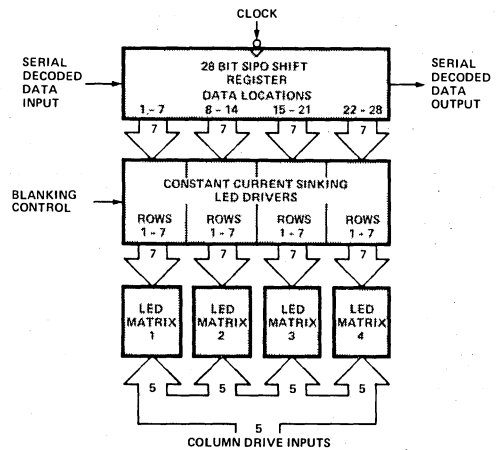 CLOCK
SERIAL
DECODED
DATA
INPUT
28 BIT SIPO SHIFT
REGISTER
DATA LOCATIONS
1 - 7 8 - 14 15 - 21 22 - 28
SERIAL
DECODED
DATA
OUTPUT
7 7 7 7
BLANKING
CONTROL
CONSTANT CURRENT SINKING
LED DRIVERS
ROWS ROWS ROWS ROWS
1 - 7 1 - 7 1 - 7 1 - 7
7 7 7 7
LED
MATRIX
1
LED
MATRIX
2
LED
MATRIX
3
LED
MATRIX
4
5 5 5 5
5
COLUMN DRIVE INPUTS